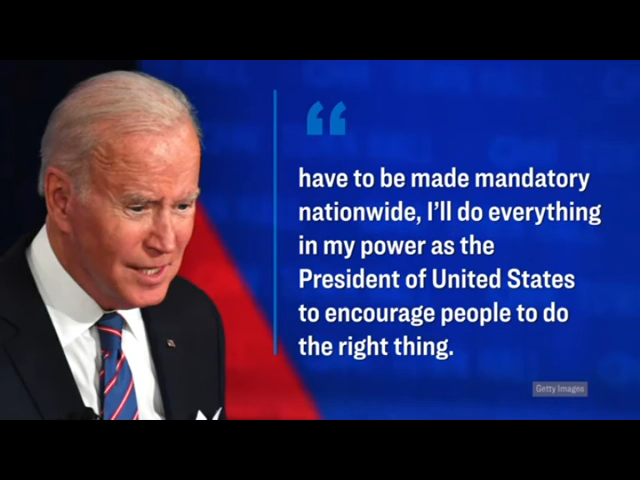 “
have to be made mandatory
nationwide, I’ll do everything
in my power as the
President of United States
to encourage people to do
the right thing.
Getty Images